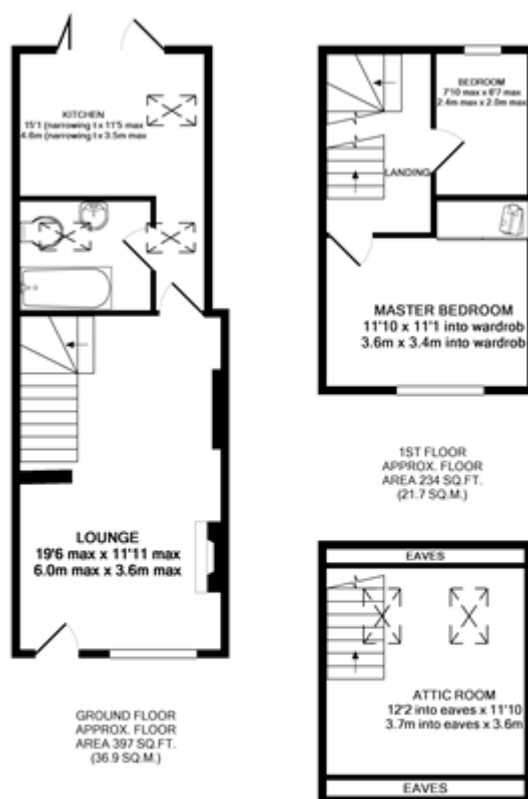 KITCHEN
15'1 (narrowing t x 11'5 max
4.6m (narrowing t x 3.5m max
LOUNGE
19'6 max x 11'11 max
6.0m max x 3.6m max
GROUND FLOOR
APPROX. FLOOR
AREA 397 SQ.FT.
(36.9 SQ.M.)
BEDROOM
7'10 max x 6'7 max
2.4m max x 2.0m max
LANDING
MASTER BEDROOM
11'10 x 11'1 into wardrob
3.6m x 3.4m into wardrob
1ST FLOOR
APPROX. FLOOR
AREA 234 SQ.FT.
(21.7 SQ.M.)
EAVES
ATTIC ROOM
12'2 into eaves x 11'10
3.7m into eaves x 3.6m
EAVES